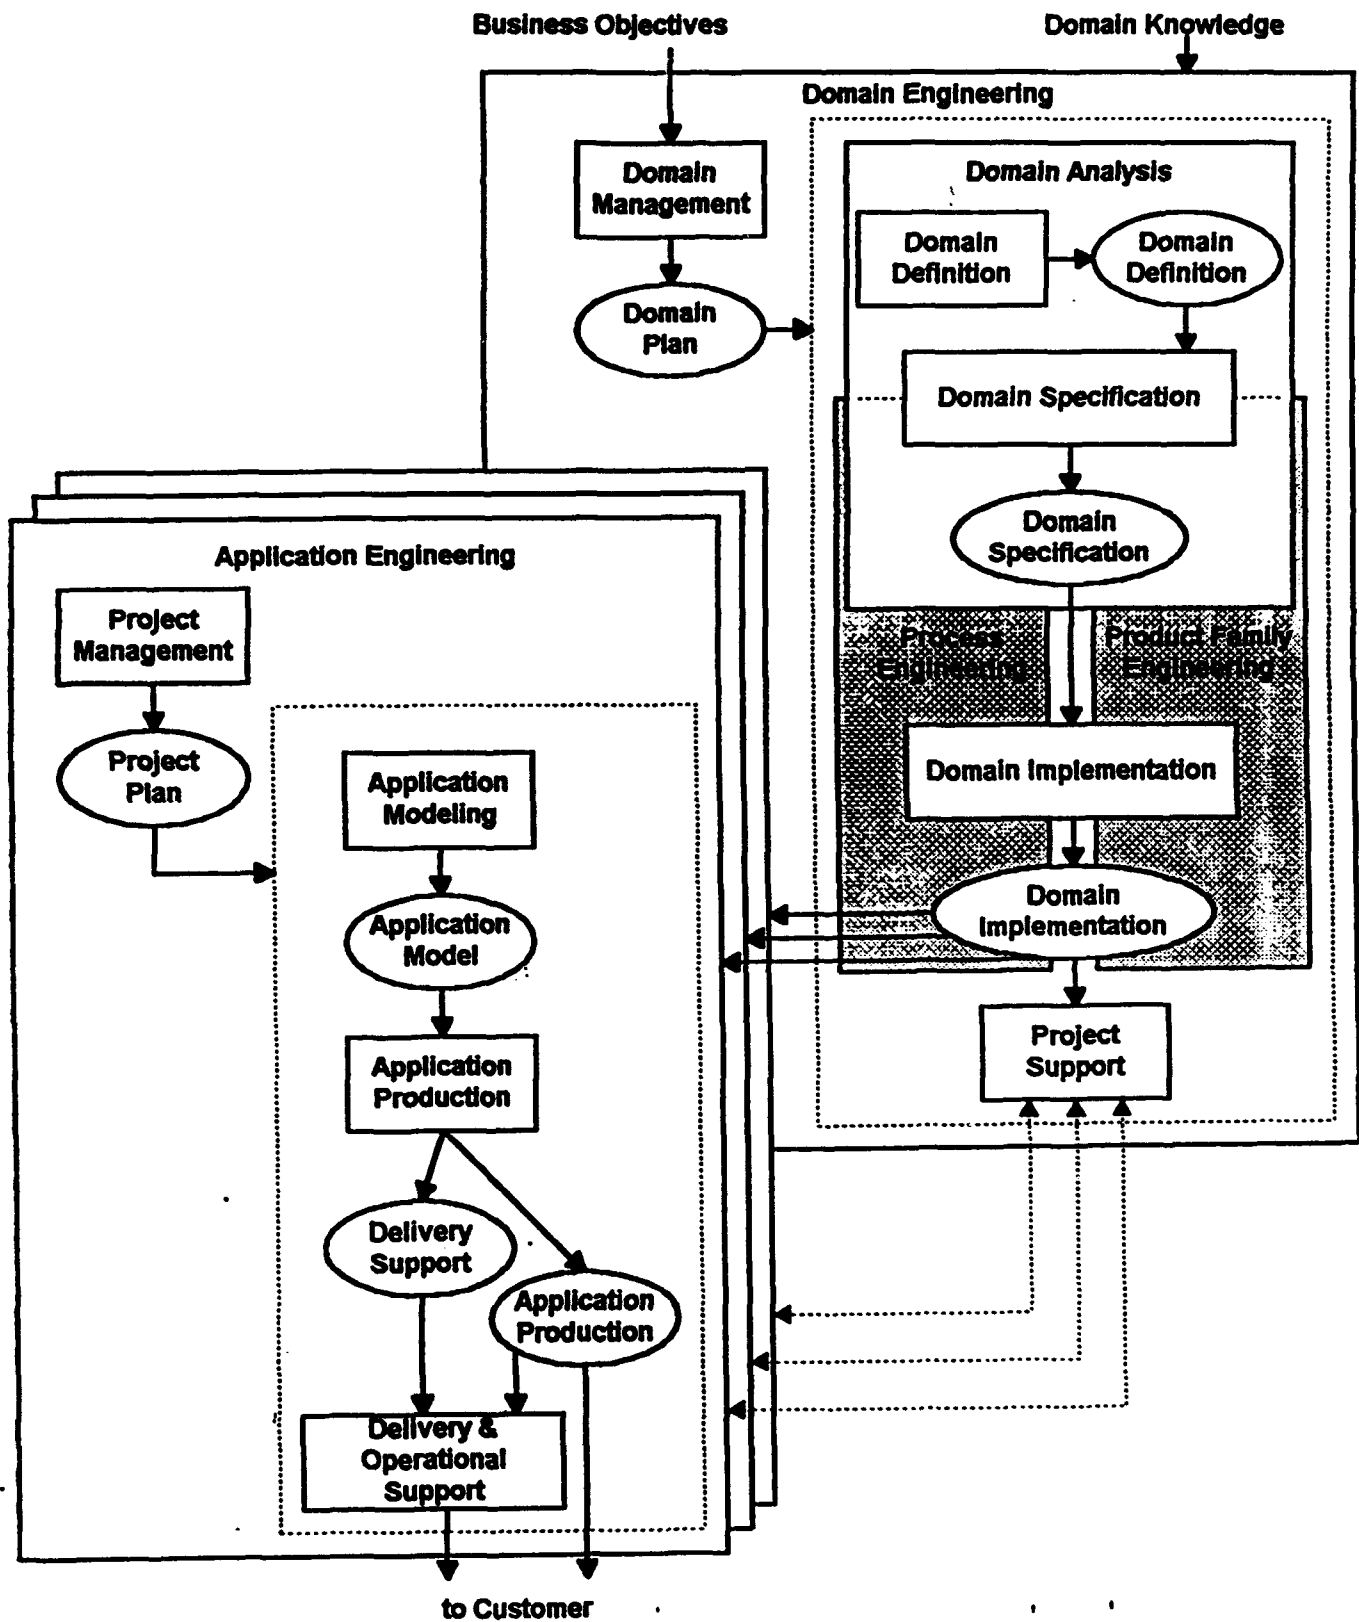 Business Objectives
Domain Knowledge
Domain Engineering
Domain
Management
Domain
Plan
Domain Analysis
Domain
Definition
Domain
Definition
Domain Specification
Domain
Specification
Process
Engineering
Product Family
Engineering
Domain Implementation
Domain
Implementation
Project
Support
Application Engineering
Project
Management
Project
Plan
Application
Modeling
Application
Model
Application
Production
Delivery
Support
Application
Production
Delivery &
Operational
Support
to Customer